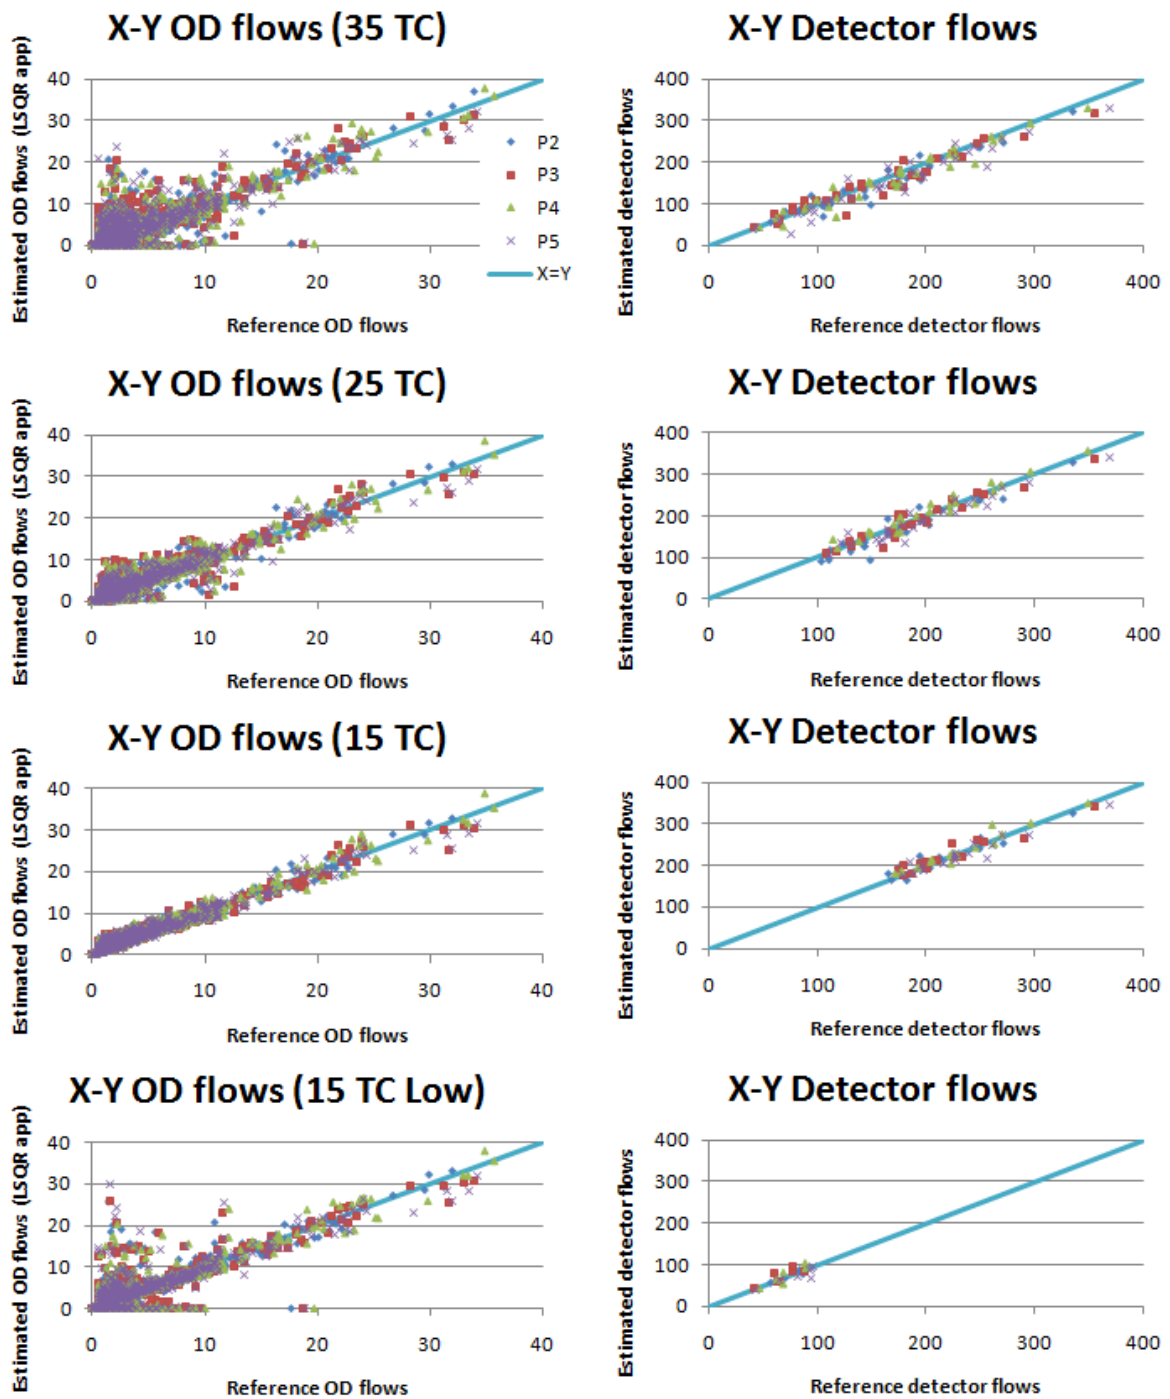 X-Y OD flows (35 TC)
Estimated OD flows (LSQR app)
40
30
20
10
0
0 10 20 30
Reference OD flows
P2
P3
P4
P5
X=Y
X-Y Detector flows
Estimated detector flows
400
300
200
100
0
0 100 200 300 400
Reference detector flows
X-Y OD flows (25 TC)
Estimated OD flows (LSQR app)
40
30
20
10
0
0 10 20 30 40
Reference OD flows
X-Y Detector flows
Estimated detector flows
400
300
200
100
0
0 100 200 300 400
Reference detector flows
X-Y OD flows (15 TC)
Estimated OD flows (LSQR app)
40
30
20
10
0
0 10 20 30 40
Reference OD flows
X-Y Detector flows
Estimated detector flows
400
300
200
100
0
0 100 200 300 400
Reference detector flows
X-Y OD flows (15 TC Low)
Estimated OD flows (LSQR app)
40
30
20
10
0
0 10 20 30 40
Reference OD flows
X-Y Detector flows
Estimated detector flows
400
300
200
100
0
0 100 200 300 400
Reference detector flows